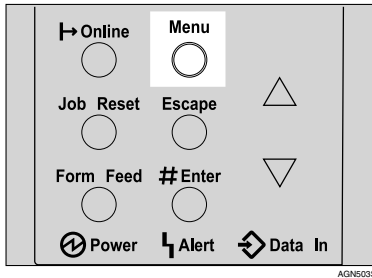 Online Menu
Job Reset Escape
Form Feed # Enter
Power Alert Data In
AGN503S